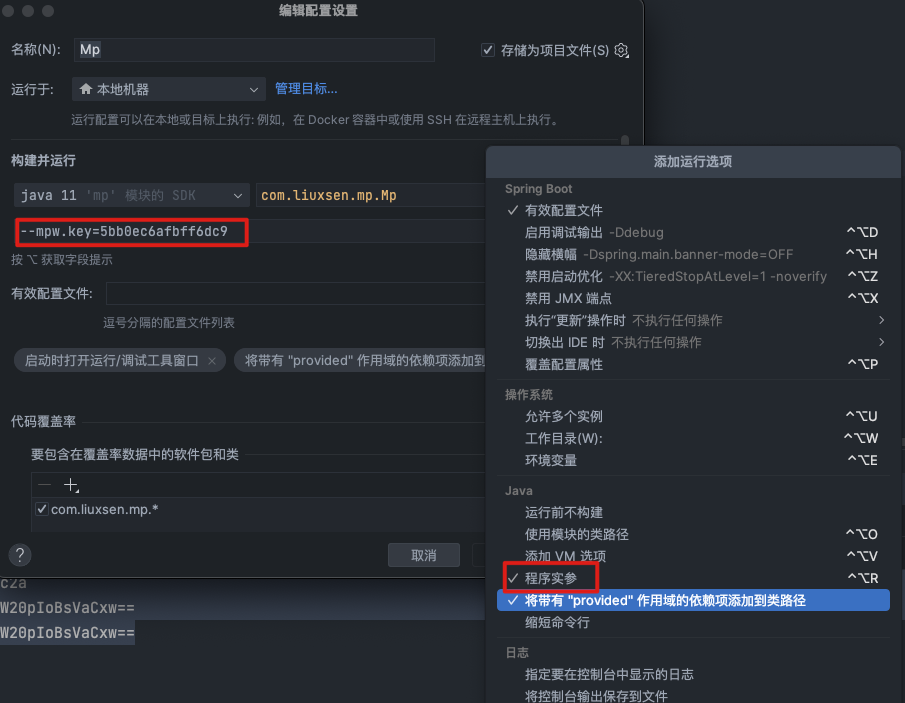 编辑配置设置
名称(N): Mp 存储为项目文件(S)
运行于: 本地机器 管理目标...
运行配置可以在本地或目标上执行: 例如，在 Docker 容器中或使用 SSH 在远程主机上执行。
构建并运行
java 11 'mp' 模块的 SDK com.liuxsen.mp.Mp
--mpw.key=5bb0ec6afbff6dc9
按 ⌥ 获取字段提示
有效配置文件:
逗号分隔的配置文件列表
启动时打开运行/调试工具窗口 × 将带有 "provided" 作用域的依赖项添加到
代码覆盖率
要包含在覆盖率数据中的软件包和类
com.liuxsen.mp.*
? 取消
c2a
W20pIoBsVaCxw==
W20pIoBsVaCxw==
添加运行选项
Spring Boot
有效配置文件
启用调试输出 -Ddebug ^⌥D
隐藏横幅 -Dspring.main.banner-mode=OFF ^⌥H
禁用启动优化 -XX:TieredStopAtLevel=1 -noverify ^⌥Z
禁用 JMX 端点 ^⌥X
执行“更新”操作时 不执行任何操作
切换出 IDE 时 不执行任何操作
覆盖配置属性 ^⌥P
操作系统
允许多个实例 ^⌥U
工作目录(W): ^⌥W
环境变量 ^⌥E
Java
运行前不构建
使用模块的类路径 ^⌥O
添加 VM 选项 ^⌥V
程序实参 ^⌥R
将带有 "provided" 作用域的依赖项添加到类路径
缩短命令行
日志
指定要在控制台中显示的日志
将控制台输出保存到文件